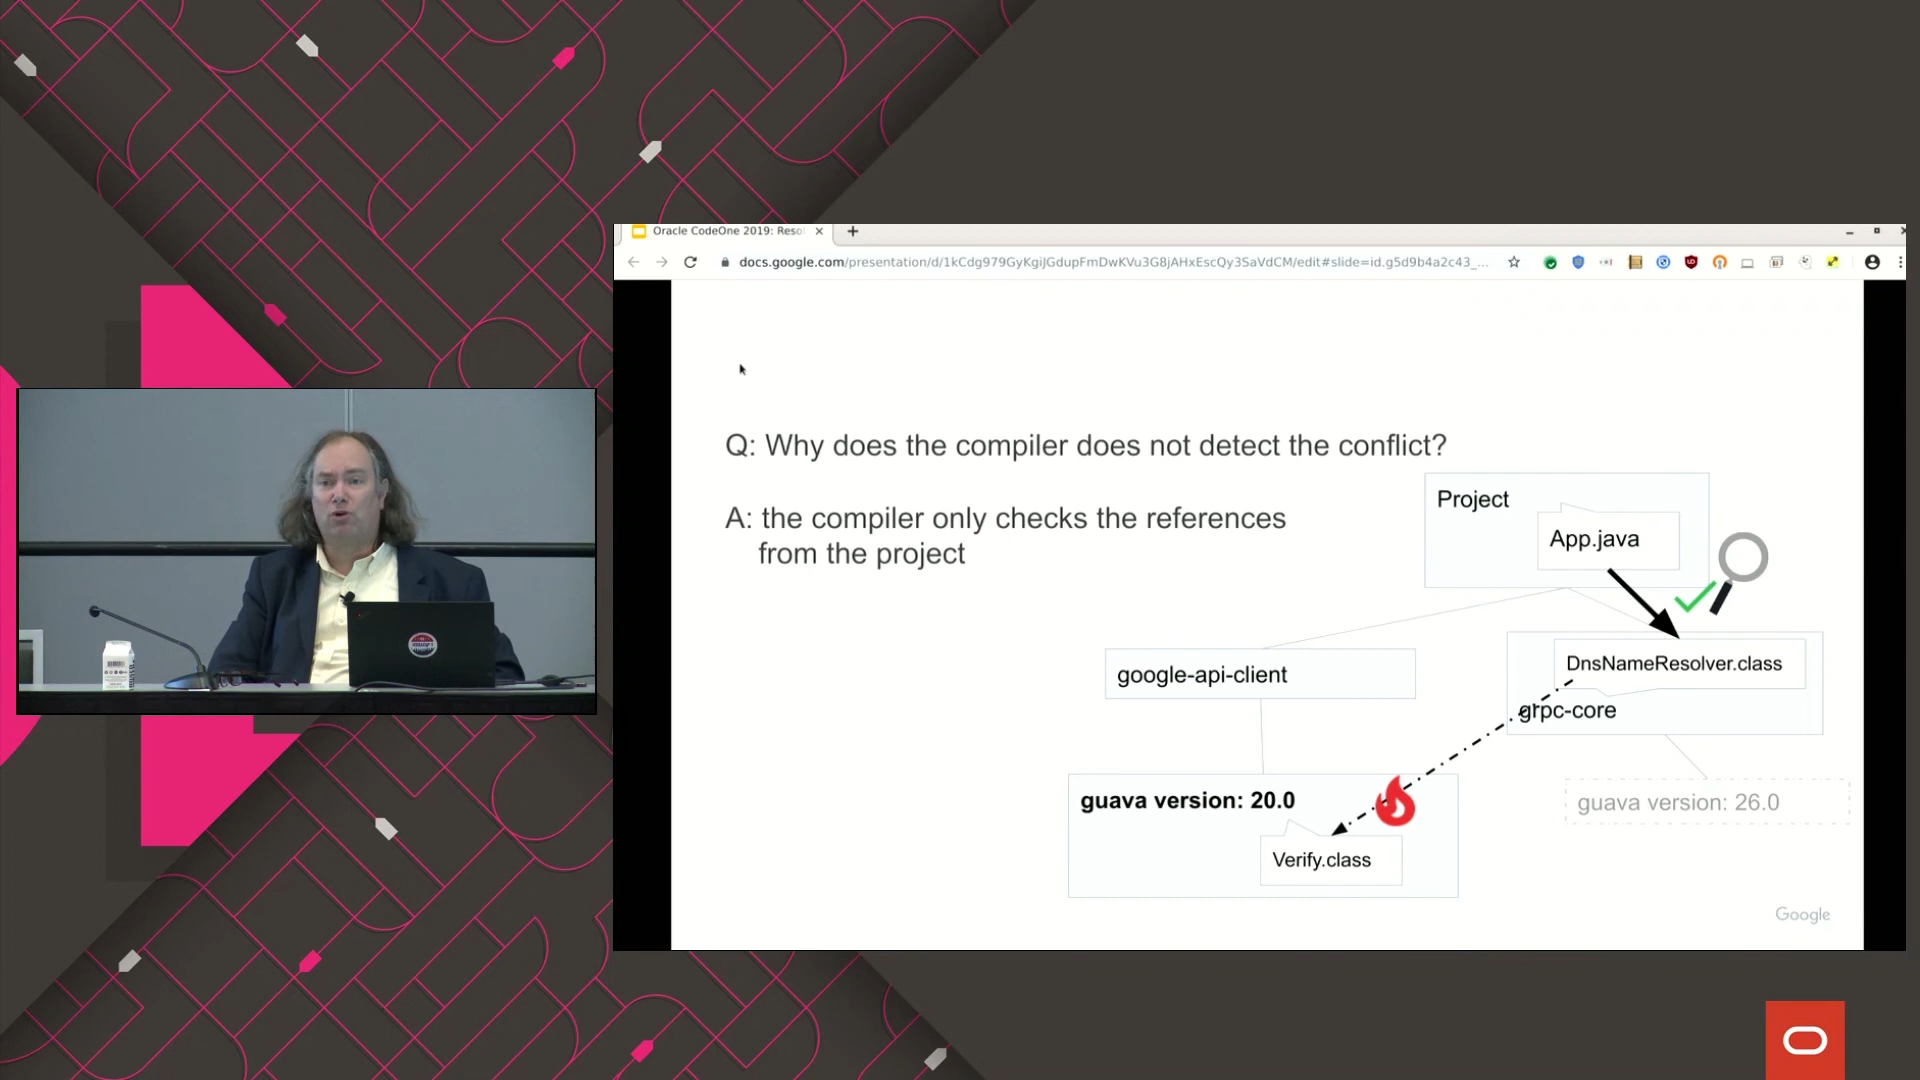 Oracle CodeOne 2019: Resol
docs.google.com/presentation/d/1kCdg979GyKgiJGdupFmDwKVu3G8jAHxEscQy3SaVdCM/edit#slide=id.g5d9b4a2c43_...
Q: Why does the compiler does not detect the conflict?
A: the compiler only checks the references
from the project
Project
App.java
DnsNameResolver.class
google-api-client
grpc-core
guava version: 20.0
guava version: 26.0
Verify.class
Google